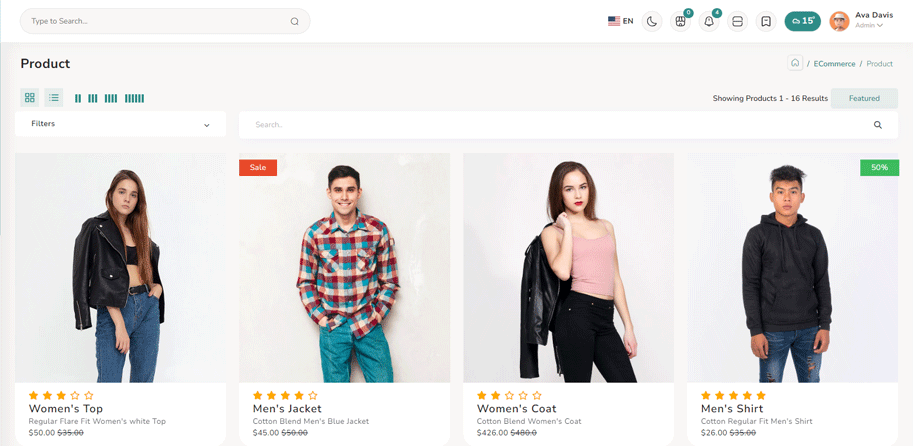 Type to Search...
EN
0
4
15°
Ava Davis
Admin
Product
/ ECommerce / Product
Showing Products 1 - 16 Results
Featured
Filters
Search..
Sale
50%
Women's Top
Regular Flare Fit Women's white Top
$50.00 $35.00
Men's Jacket
Cotton Blend Men's Blue Jacket
$45.00 $50.00
Women's Coat
Cotton Blend Women's Coat
$426.00 $480.0
Men's Shirt
Cotton Regular Fit Men's Shirt
$26.00 $35.00